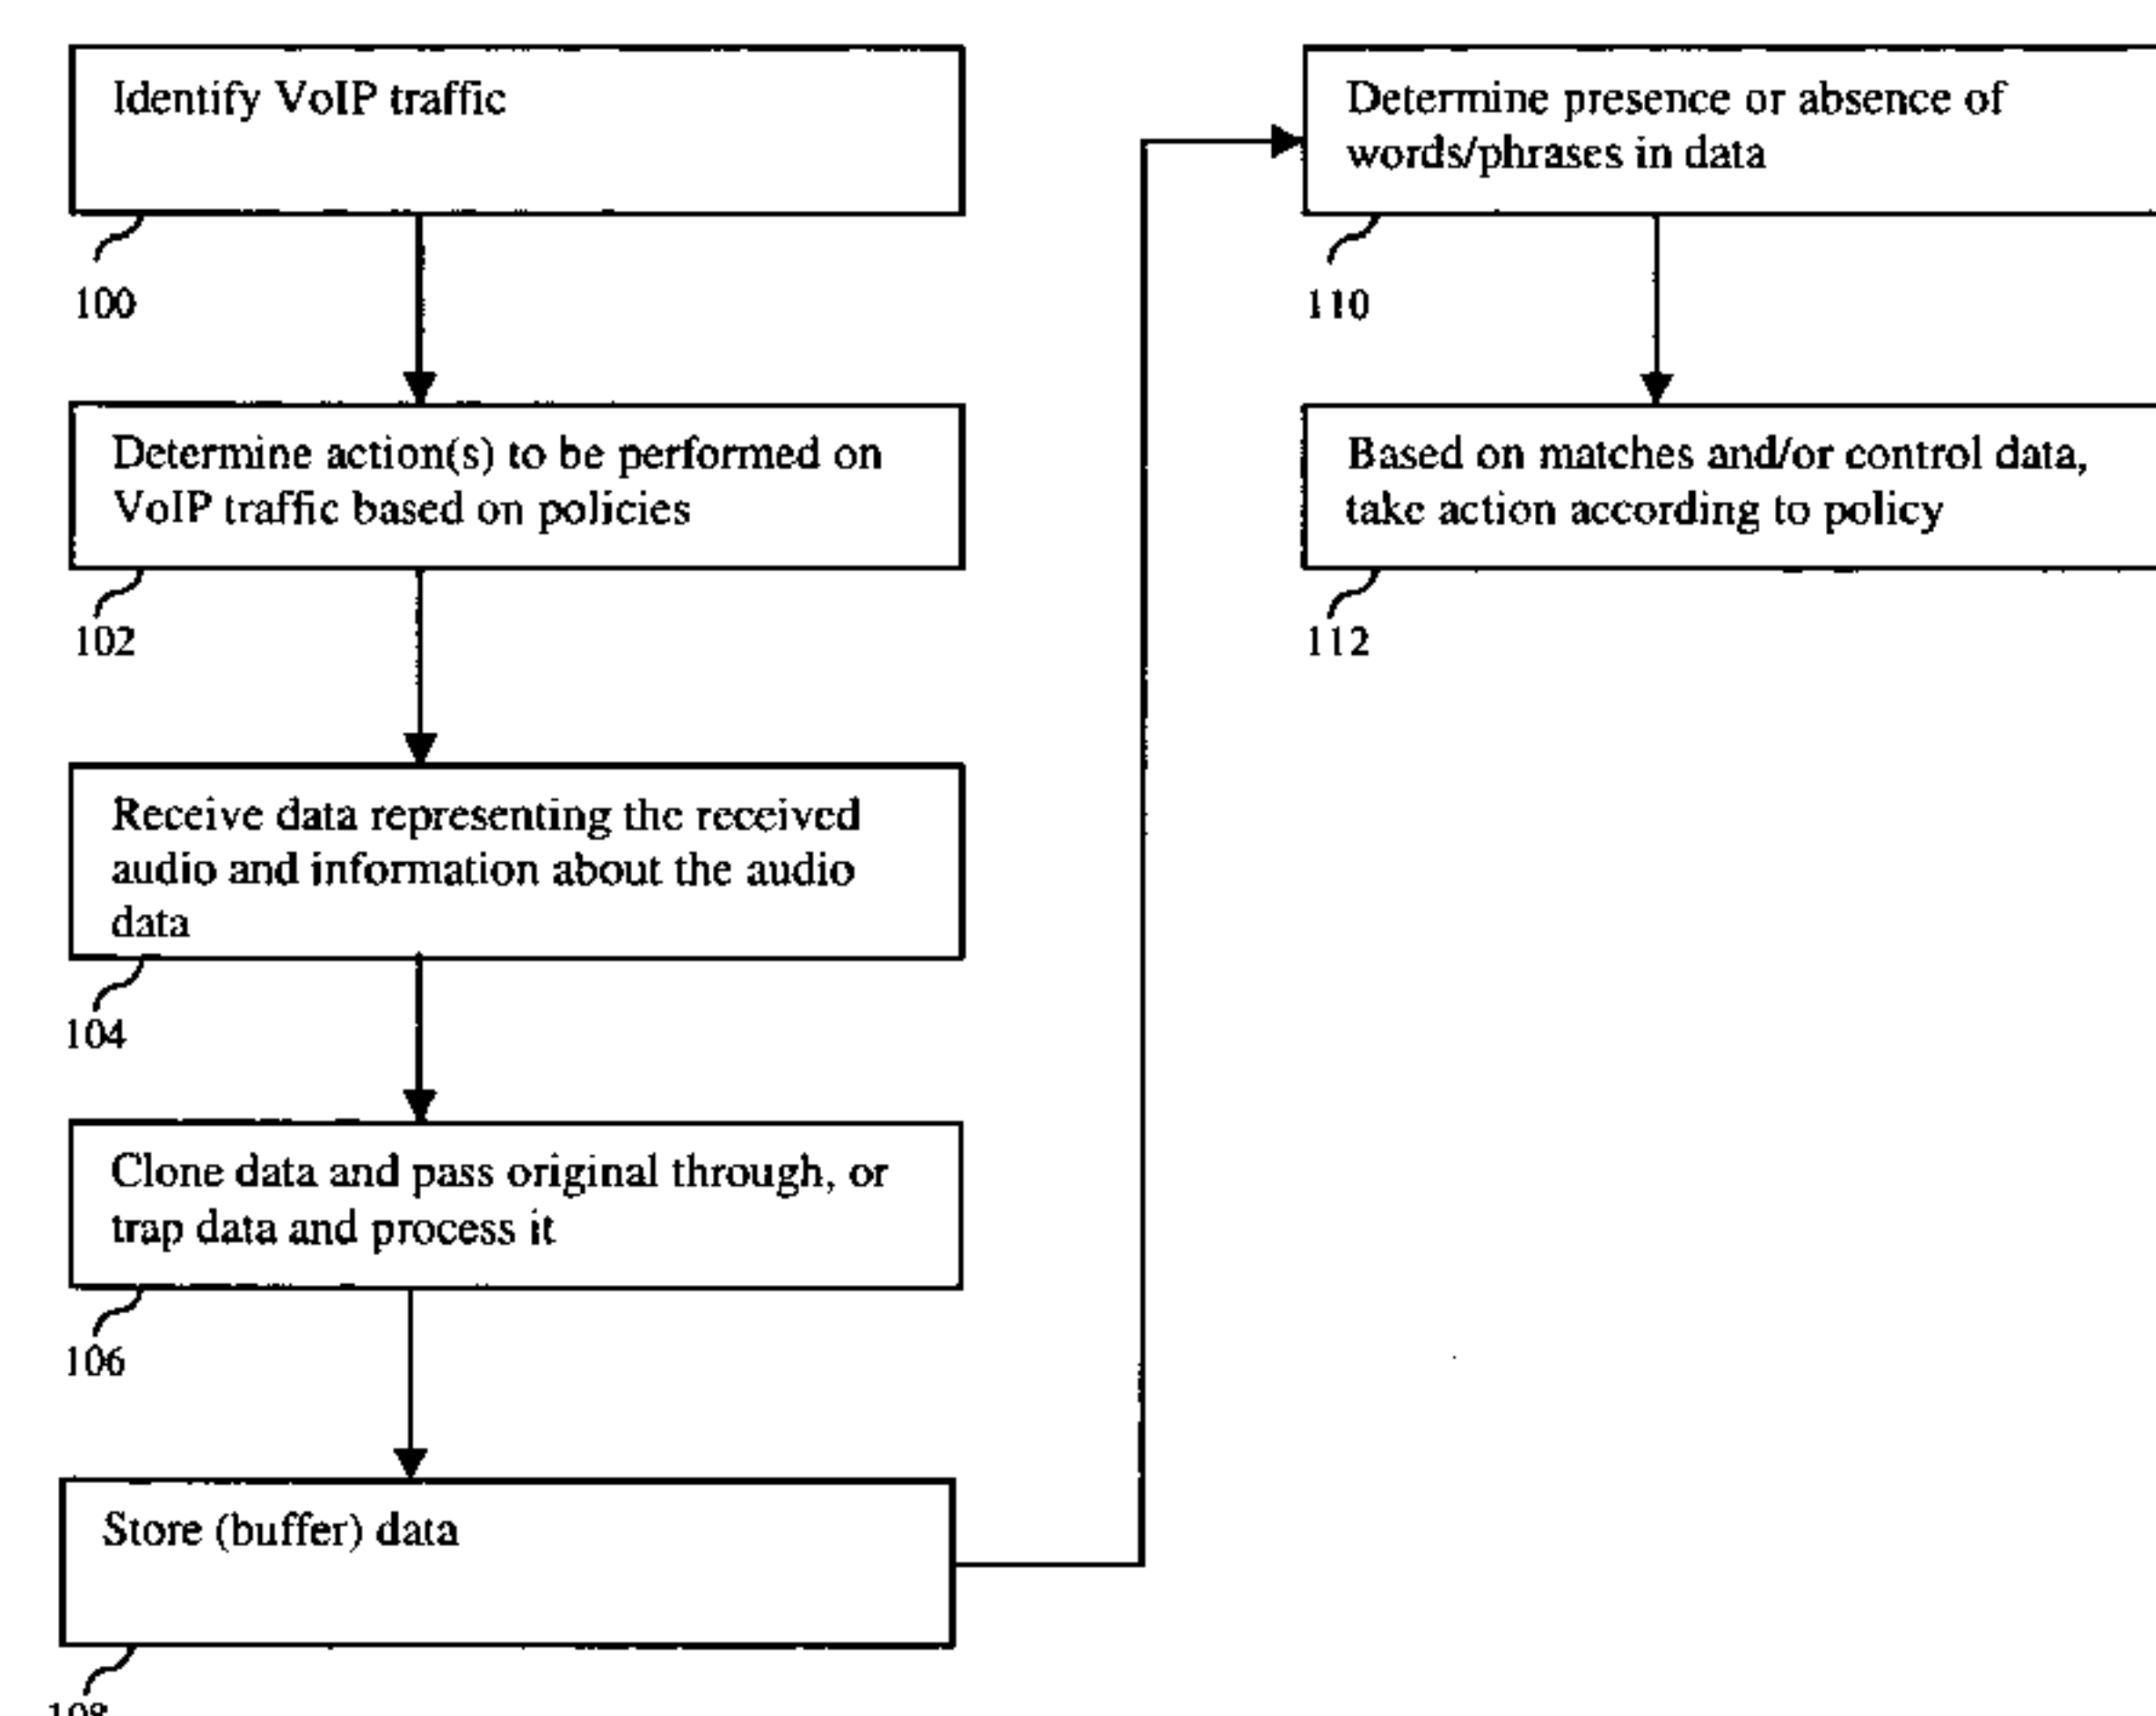 Identify VoIP traffic
100
Determine action(s) to be performed on
VoIP traffic based on policies
102
Receive data representing the received
audio and information about the audio
data
104
Clone data and pass original through, or
trap data and process it
106
Store (buffer) data
108
Determine presence or absence of
words/phrases in data
110
Based on matches and/or control data,
take action according to policy
112